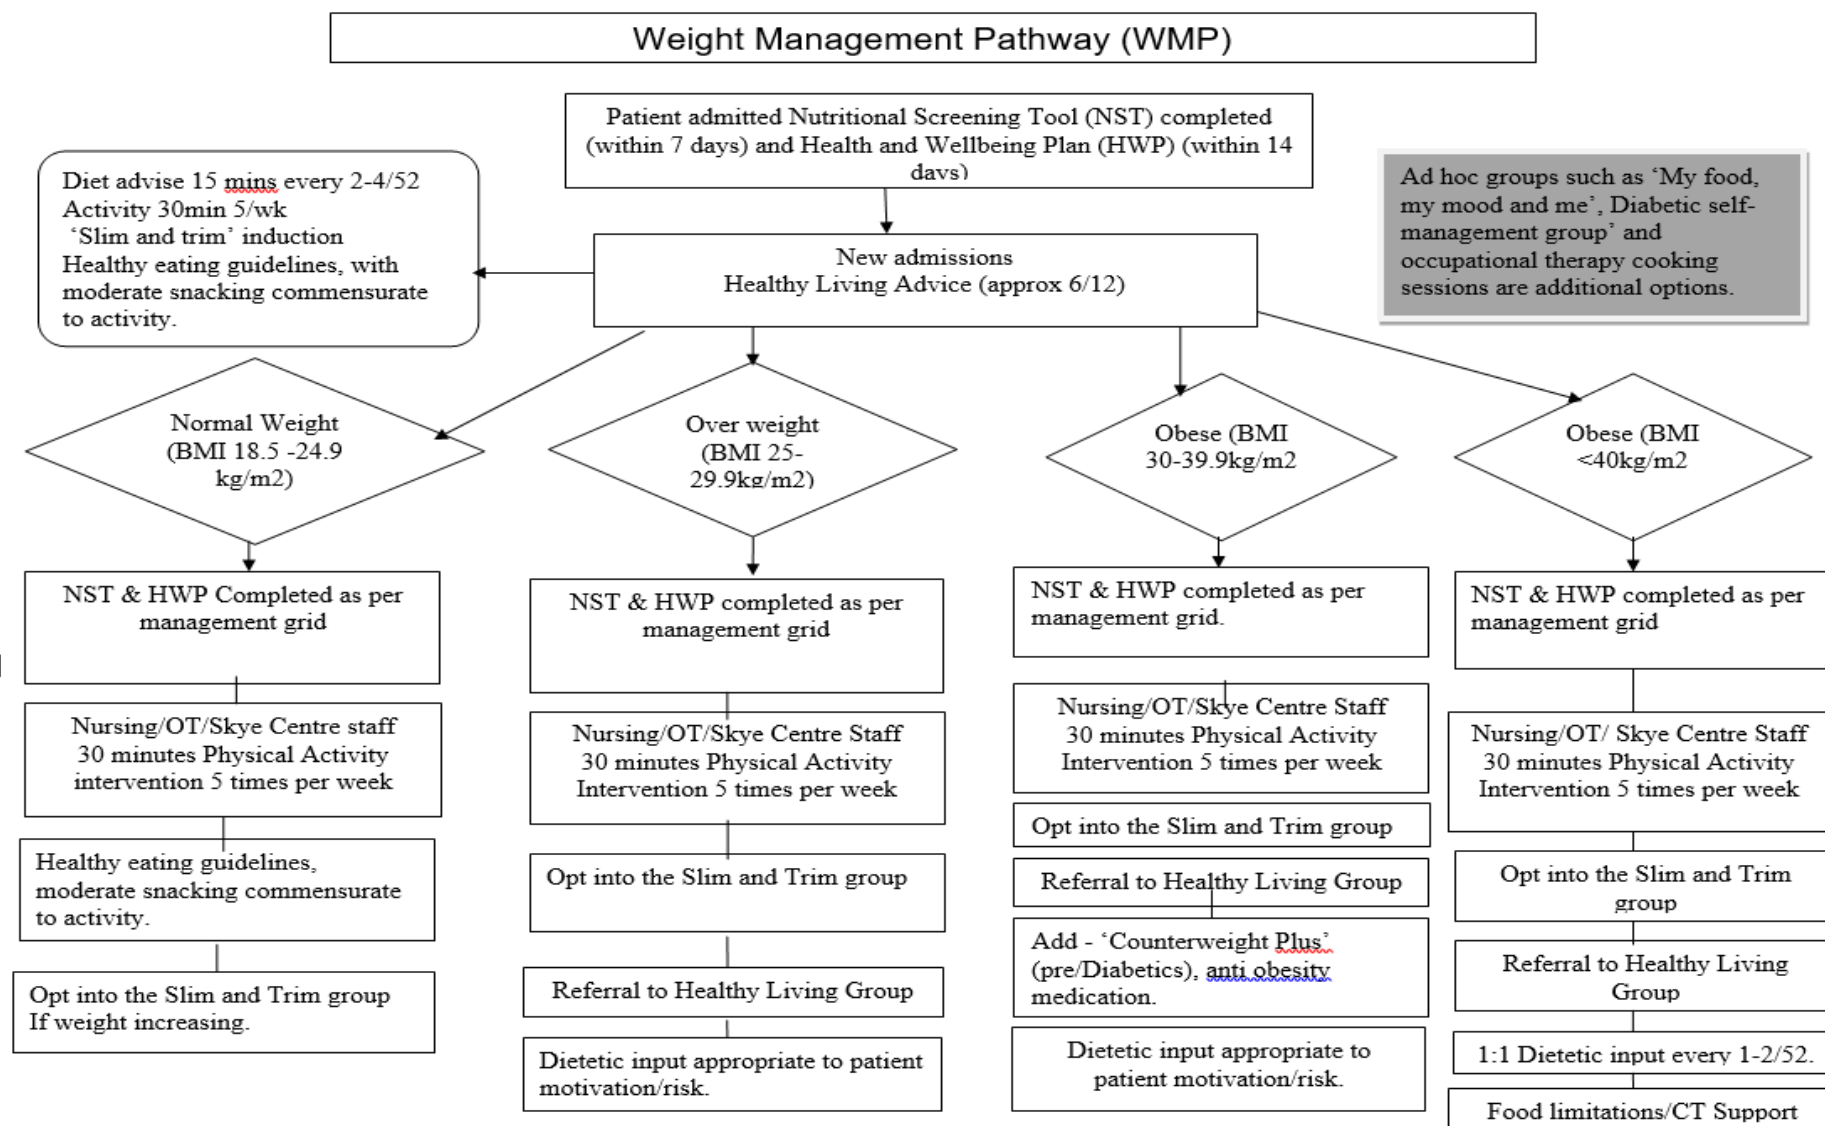 Weight Management Pathway (WMP)
Patient admitted Nutritional Screening Tool (NST) completed
(within 7 days) and Health and Wellbeing Plan (HWP) (within 14
days)
Diet advise 15 mins every 2-4/52
Activity 30min 5/wk
‘Slim and trim’ induction
Healthy eating guidelines, with
moderate snacking commensurate
to activity.
New admissions
Healthy Living Advice (approx 6/12)
Ad hoc groups such as ‘My food,
my mood and me’, Diabetic self-
management group’ and
occupational therapy cooking
sessions are additional options.
Normal Weight
(BMI 18.5 -24.9
kg/m2)
Over weight
(BMI 25-
29.9kg/m2)
Obese (BMI
30-39.9kg/m2
Obese (BMI
<40kg/m2
NST & HWP Completed as per
management grid
Nursing/OT/Skye Centre staff
30 minutes Physical Activity
intervention 5 times per week
Healthy eating guidelines,
moderate snacking commensurate
to activity.
Opt into the Slim and Trim group
If weight increasing.
NST & HWP completed as per
management grid
Nursing/OT/Skye Centre Staff
30 minutes Physical Activity
Intervention 5 times per week
Opt into the Slim and Trim group
Referral to Healthy Living Group
Dietetic input appropriate to patient
motivation/risk.
NST & HWP completed as per
management grid.
Nursing/OT/Skye Centre Staff
30 minutes Physical Activity
Intervention 5 times per week
Opt into the Slim and Trim group
Referral to Healthy Living Group
Add - ‘Counterweight Plus’
(pre/Diabetics), anti obesity
medication.
Dietetic input appropriate to
patient motivation/risk.
NST & HWP completed as per
management grid
Nursing/OT/ Skye Centre Staff
30 minutes Physical Activity
Intervention 5 times per week
Opt into the Slim and Trim
group
Referral to Healthy Living
Group
1:1 Dietetic input every 1-2/52.
Food limitations/CT Support